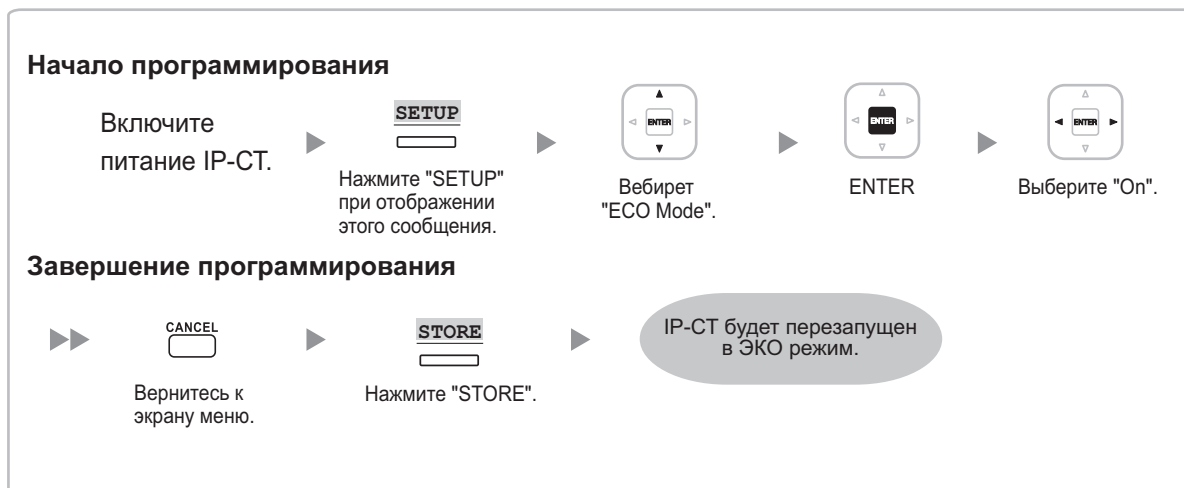 Начало программирования
Включите
питание IP-CT.
SETUP
Нажмите "SETUP"
при отображении
этого сообщения.
ENTER
Вебирет
"ECO Mode".
ENTER
ENTER
ENTER
Выберите "On".
Завершение программирования
CANCEL
Вернитесь к
экрану меню.
STORE
Нажмите "STORE".
IP-CT будет перезапущен
в ЭКО режим.